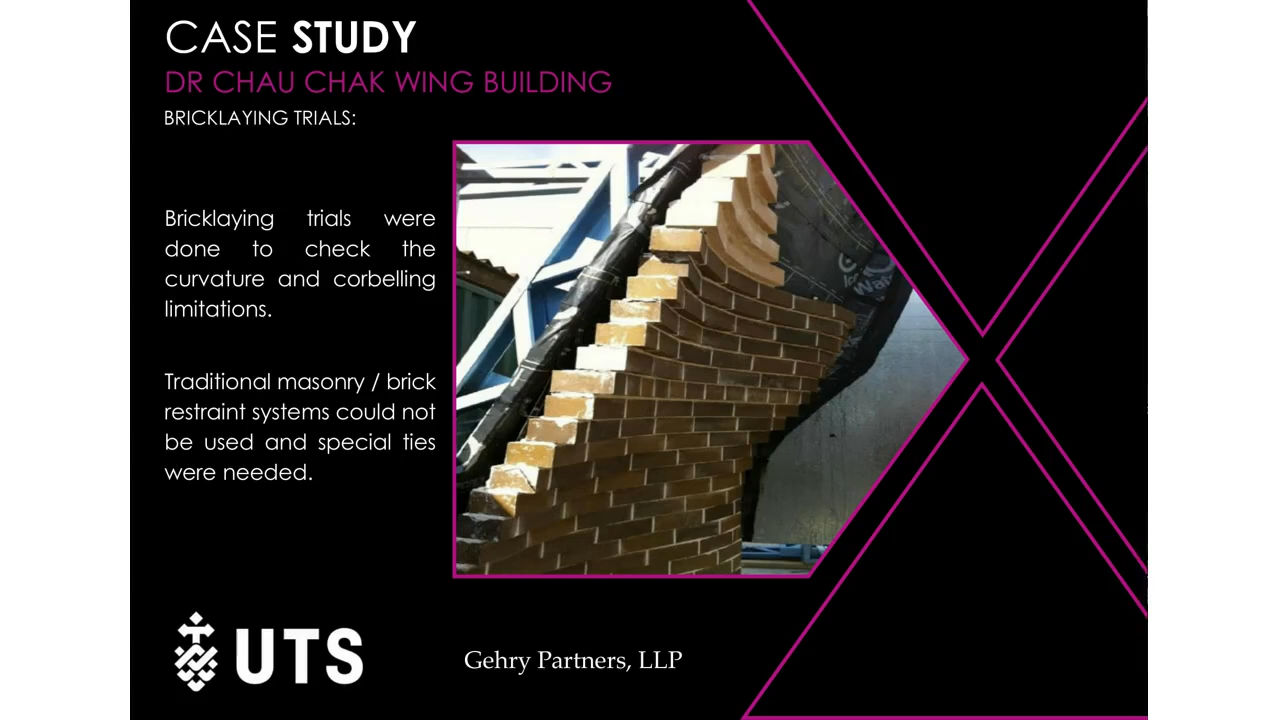 CASE STUDY
DR CHAU CHAK WING BUILDING
BRICKLAYING TRIALS:
Bricklaying trials were
done to check the
curvature and corbelling
limitations.
Traditional masonry / brick
restraint systems could not
be used and special ties
were needed.
UTS
Gehry Partners, LLP